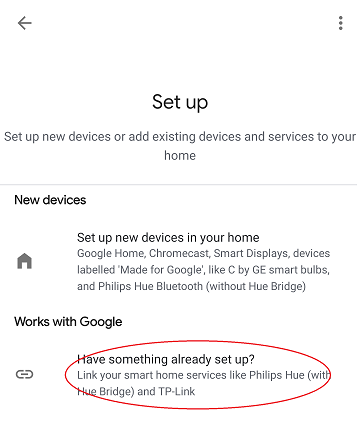 Set up
Set up new devices or add existing devices and services to your
home
New devices
Set up new devices in your home
Google Home, Chromecast, Smart Displays, devices
labelled 'Made for Google', like C by GE smart bulbs,
and Philips Hue Bluetooth (without Hue Bridge)
Works with Google
Have something already set up?
Link your smart home services like Philips Hue (with
Hue Bridge) and TP-Link